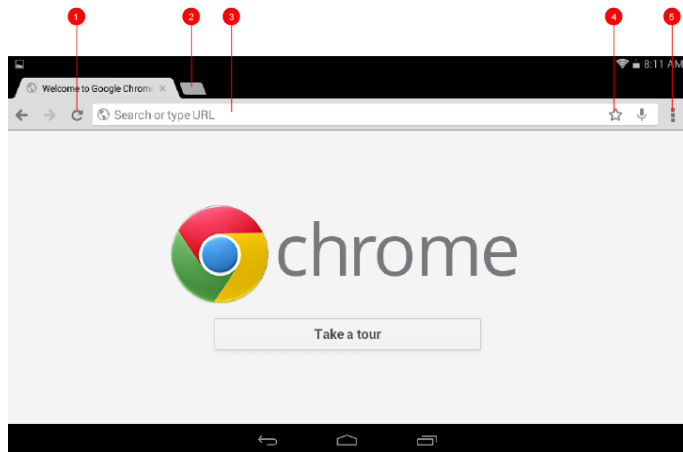 1 2 3 4 5
8:11 AM
Welcome to Google Chrom
Search or type URL
chrome
Take a tour